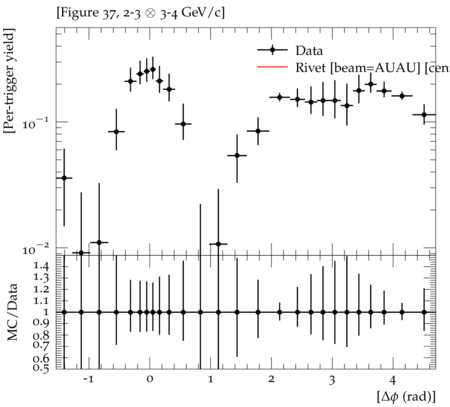 [Figure 37, 2-3 ⊗ 3-4 GeV/c]
[Per-trigger yield]
Data
Rivet [beam=AUAU] [cen
10⁻¹
10⁻²
MC/Data
1.4
1.3
1.2
1.1
1
0.9
0.8
0.7
0.6
0.5
-1 0 1 2 3 4
[Δϕ (rad)]